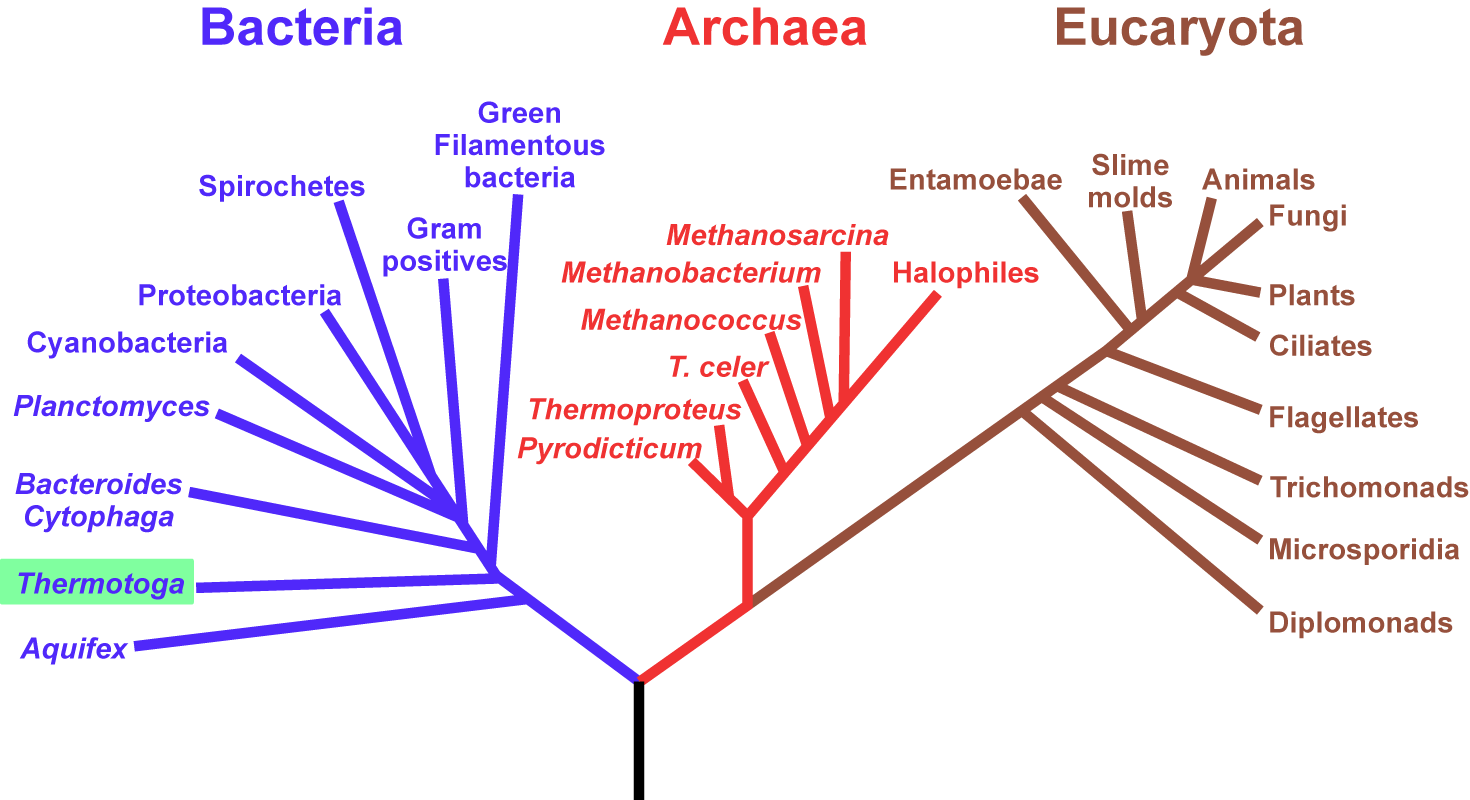 Bacteria
Archaea
Eucaryota
Green
Filamentous
bacteria
Spirochetes
Gram
positives
Proteobacteria
Cyanobacteria
Planctomyces
Bacteroides
Cytophaga
Thermotoga
Aquifex
Methanosarcina
Methanobacterium
Halophiles
Methanococcus
T. celer
Thermoproteus
Pyrodicticum
Entamoebae
Slime
molds
Animals
Fungi
Plants
Ciliates
Flagellates
Trichomonads
Microsporidia
Diplomonads